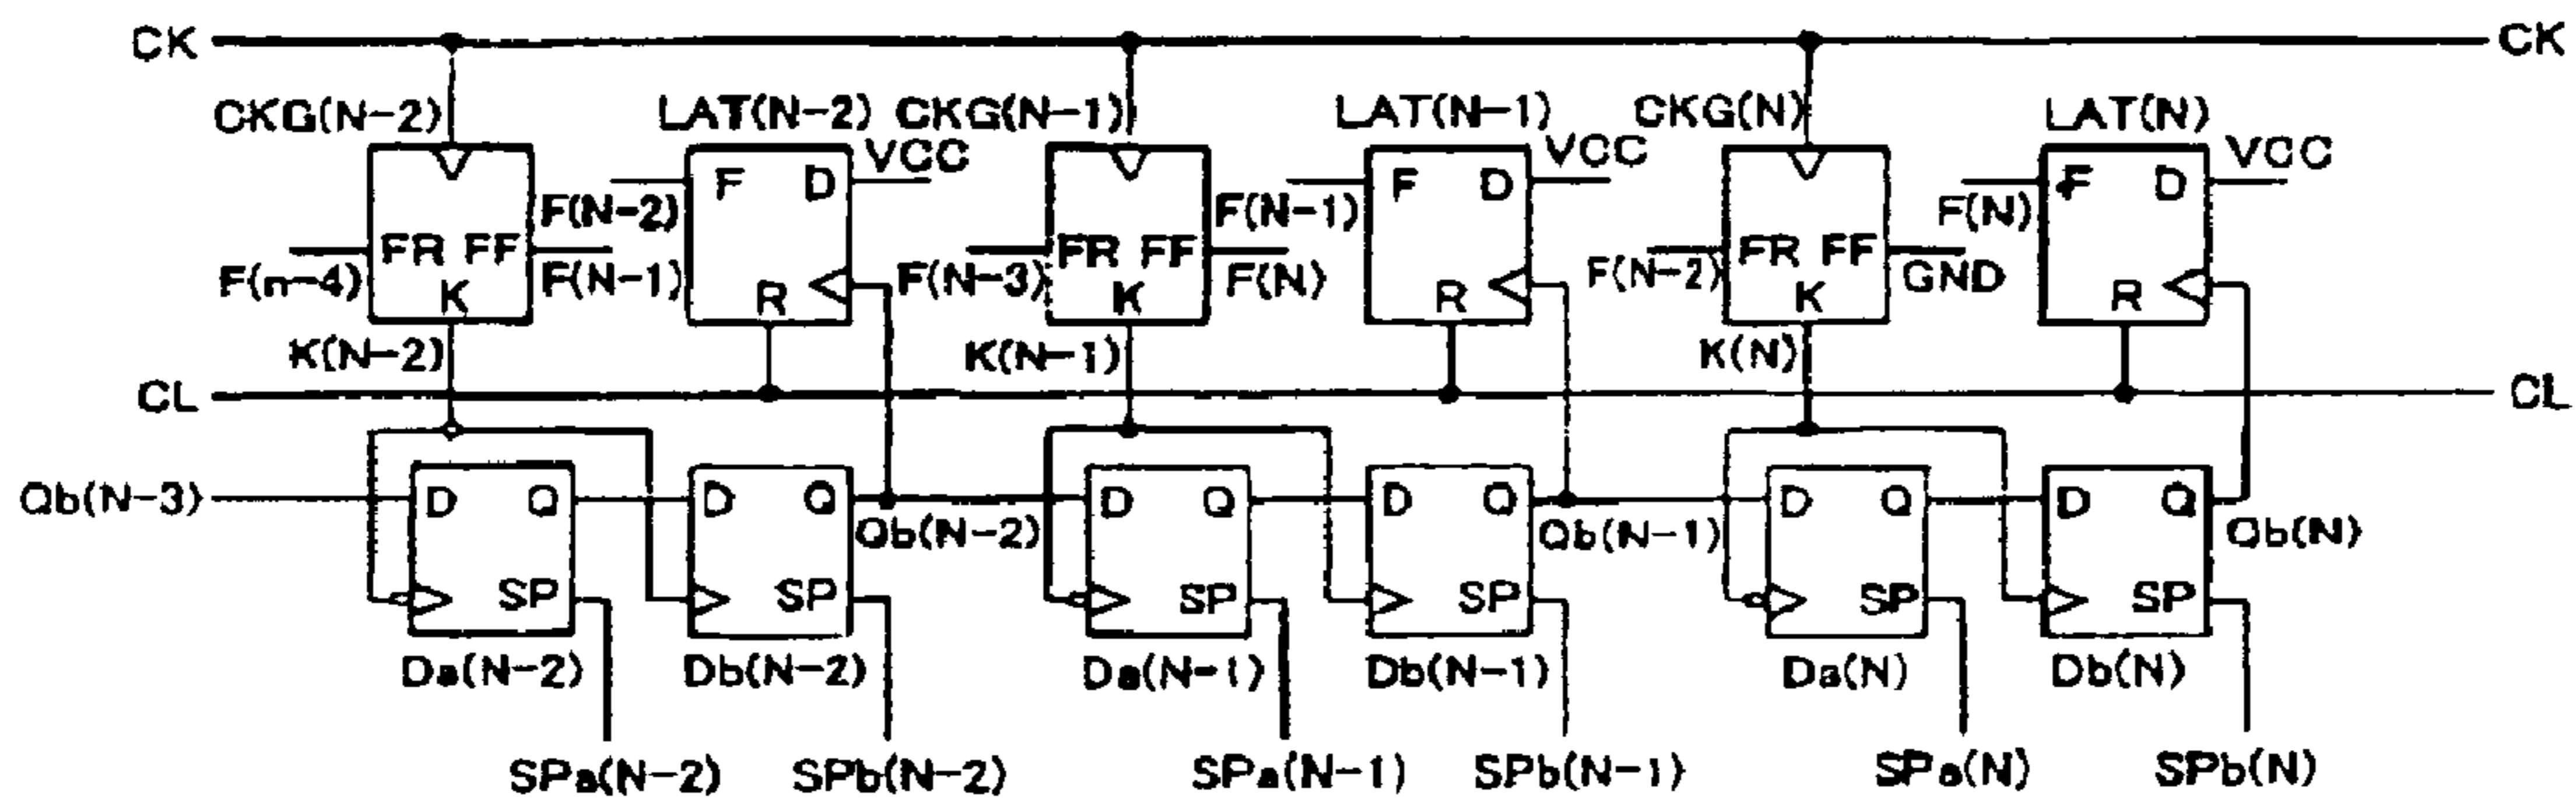 CK CK
CKG(N-2) LAT(N-2) CKG(N-1) LAT(N-1) CKG(N) LAT(N)
VCC VCC VCC
F D F D F D
F(N-2) F(N-1) F(N)
FR FF FR FF FR FF
F(n-4) F(N-1) F(N-3) F(N) F(N-2) GND
K R K R K R
K(N-2) K(N-1) K(N)
CL CL
Qb(N-3) D Q D Q D Q D Q D Q D Q
Qb(N-2) Qb(N-1) Qb(N)
SP SP SP SP SP SP
Da(N-2) Db(N-2) Da(N-1) Db(N-1) Da(N) Db(N)
SPa(N-2) SPb(N-2) SPa(N-1) SPb(N-1) SPa(N) SPb(N)